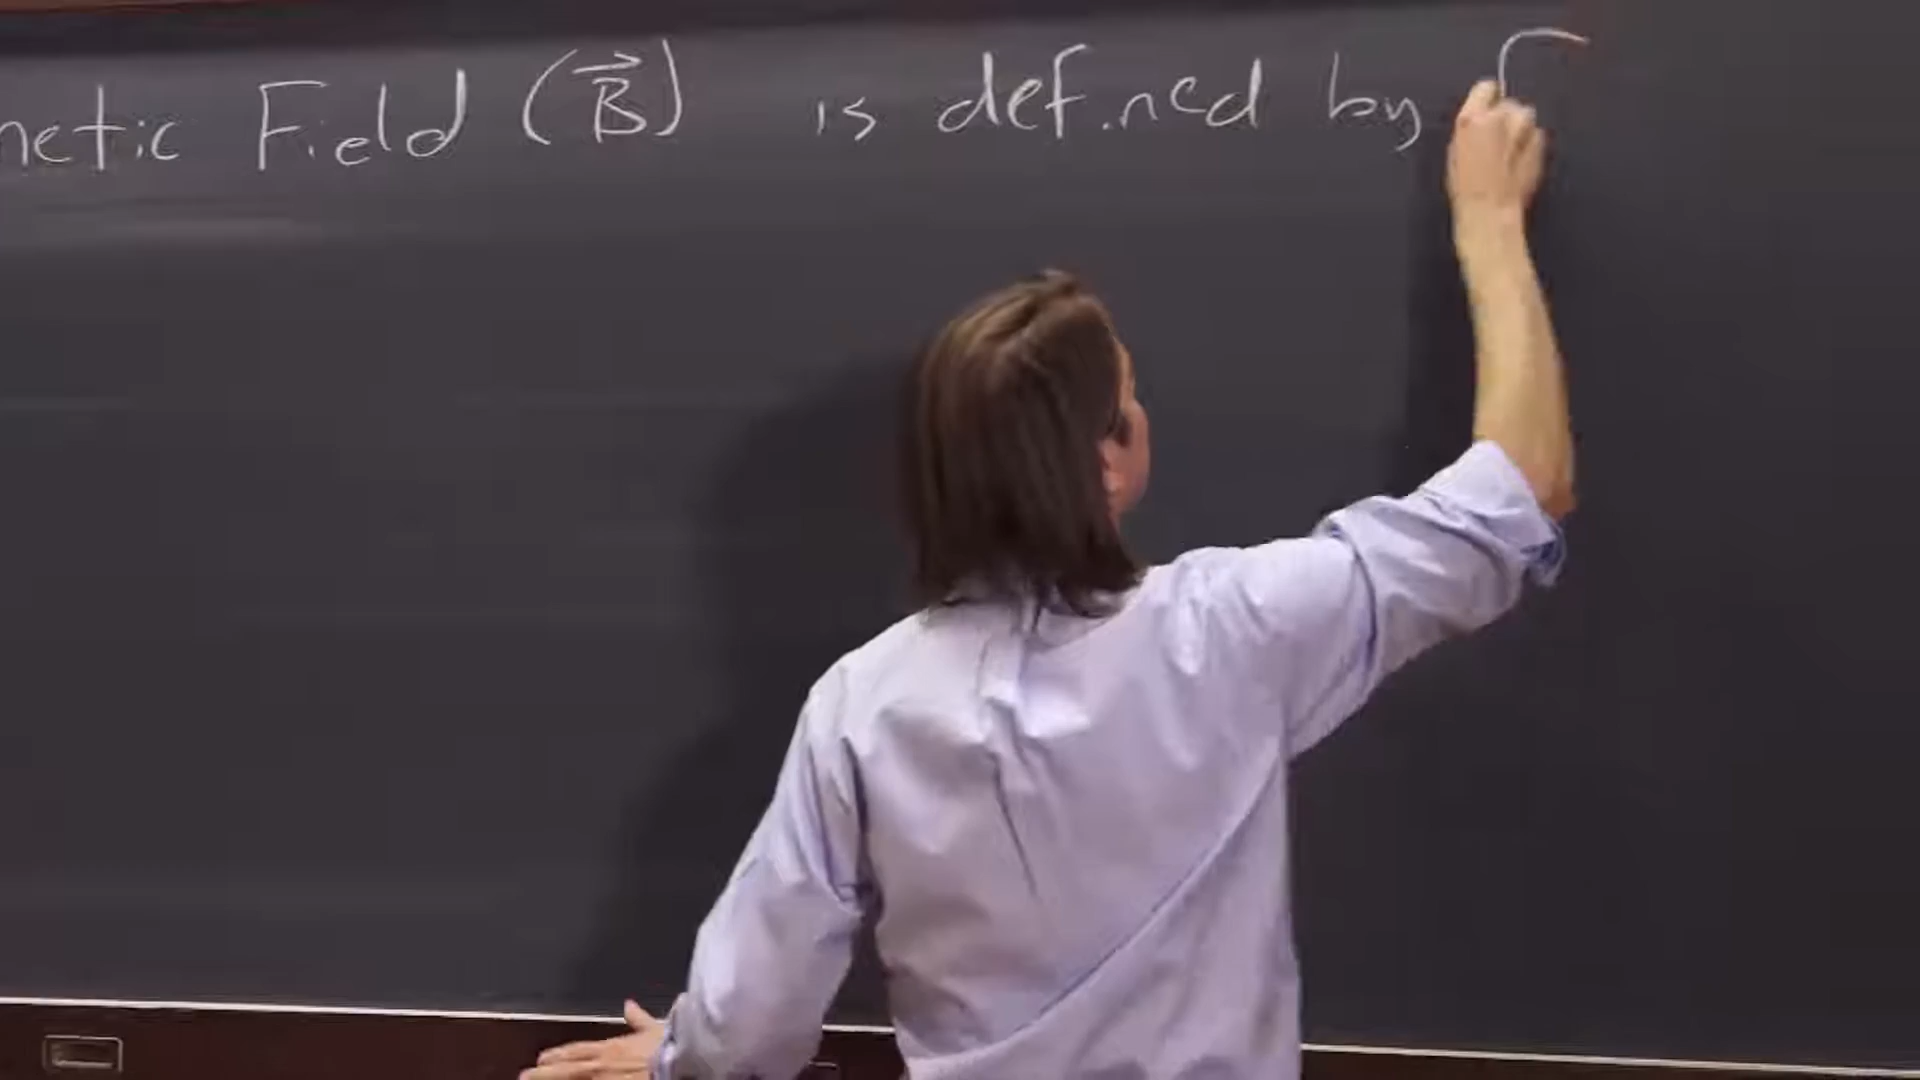 netic Field (B⃗) is defined by